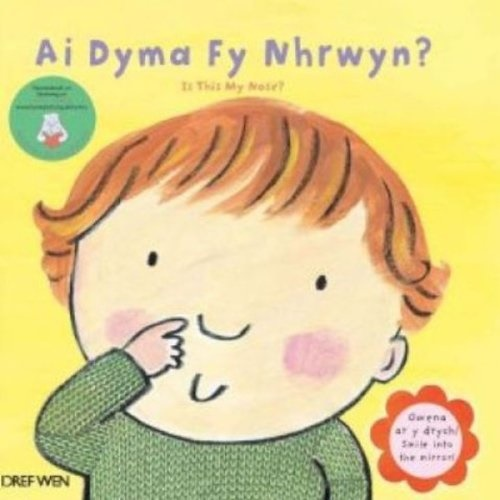 Ai Dyma Fy Nhrwyn?
Is This My Nose?
Gwena
ar y drych!
Smile into
the mirror!
DREF WEN